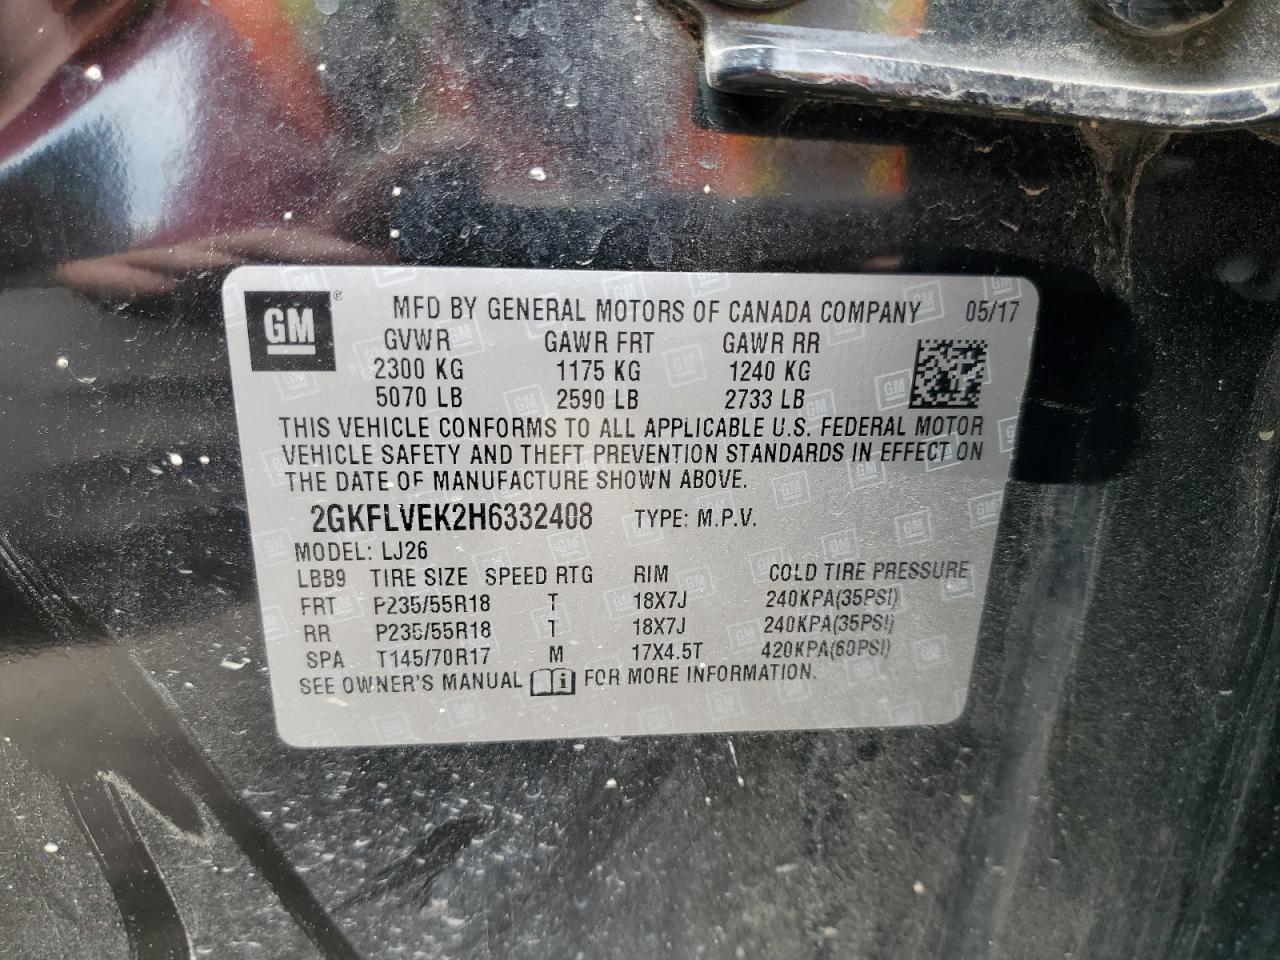 GM®
MFD BY GENERAL MOTORS OF CANADA COMPANY 05/17
GVWR GAWR FRT GAWR RR
2300 KG 1175 KG 1240 KG
5070 LB 2590 LB 2733 LB
THIS VEHICLE CONFORMS TO ALL APPLICABLE U.S. FEDERAL MOTOR
VEHICLE SAFETY AND THEFT PREVENTION STANDARDS IN EFFECT ON
THE DATE OF MANUFACTURE SHOWN ABOVE.
2GKFLVEK2H6332408 TYPE: M.P.V.
MODEL: LJ26
LBB9 TIRE SIZE SPEED RTG RIM COLD TIRE PRESSURE
FRT P235/55R18 T 18X7J 240KPA(35PSI)
RR P235/55R18 T 18X7J 240KPA(35PSI)
SPA T145/70R17 M 17X4.5T 420KPA(60PSI)
SEE OWNER'S MANUAL i FOR MORE INFORMATION.